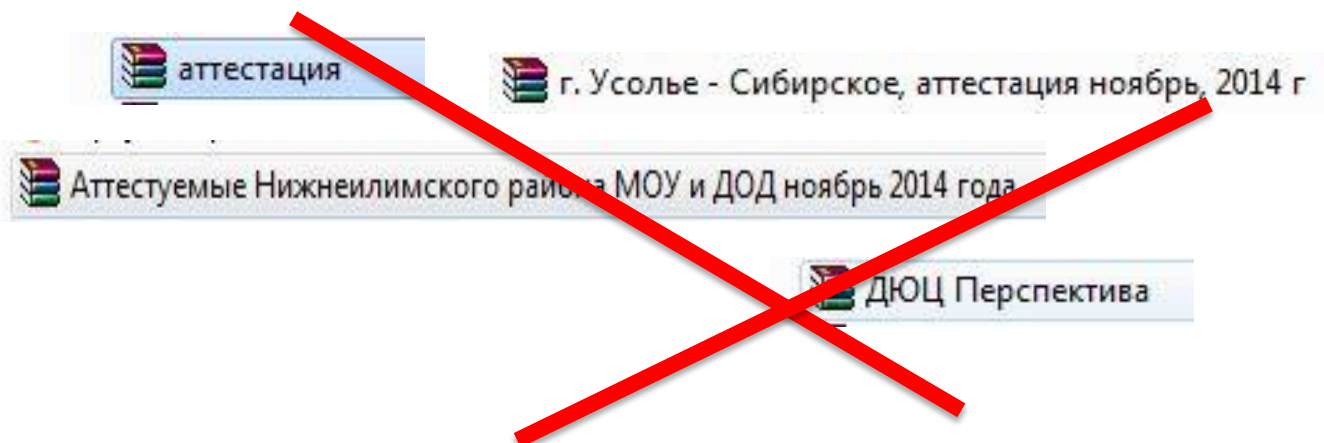 аттестация
г. Усолье - Сибирское, аттестация ноябрь, 2014 г
Аттестуемые Нижнеилимского района МОУ и ДОД ноябрь 2014 года
ДЮЦ Перспектива